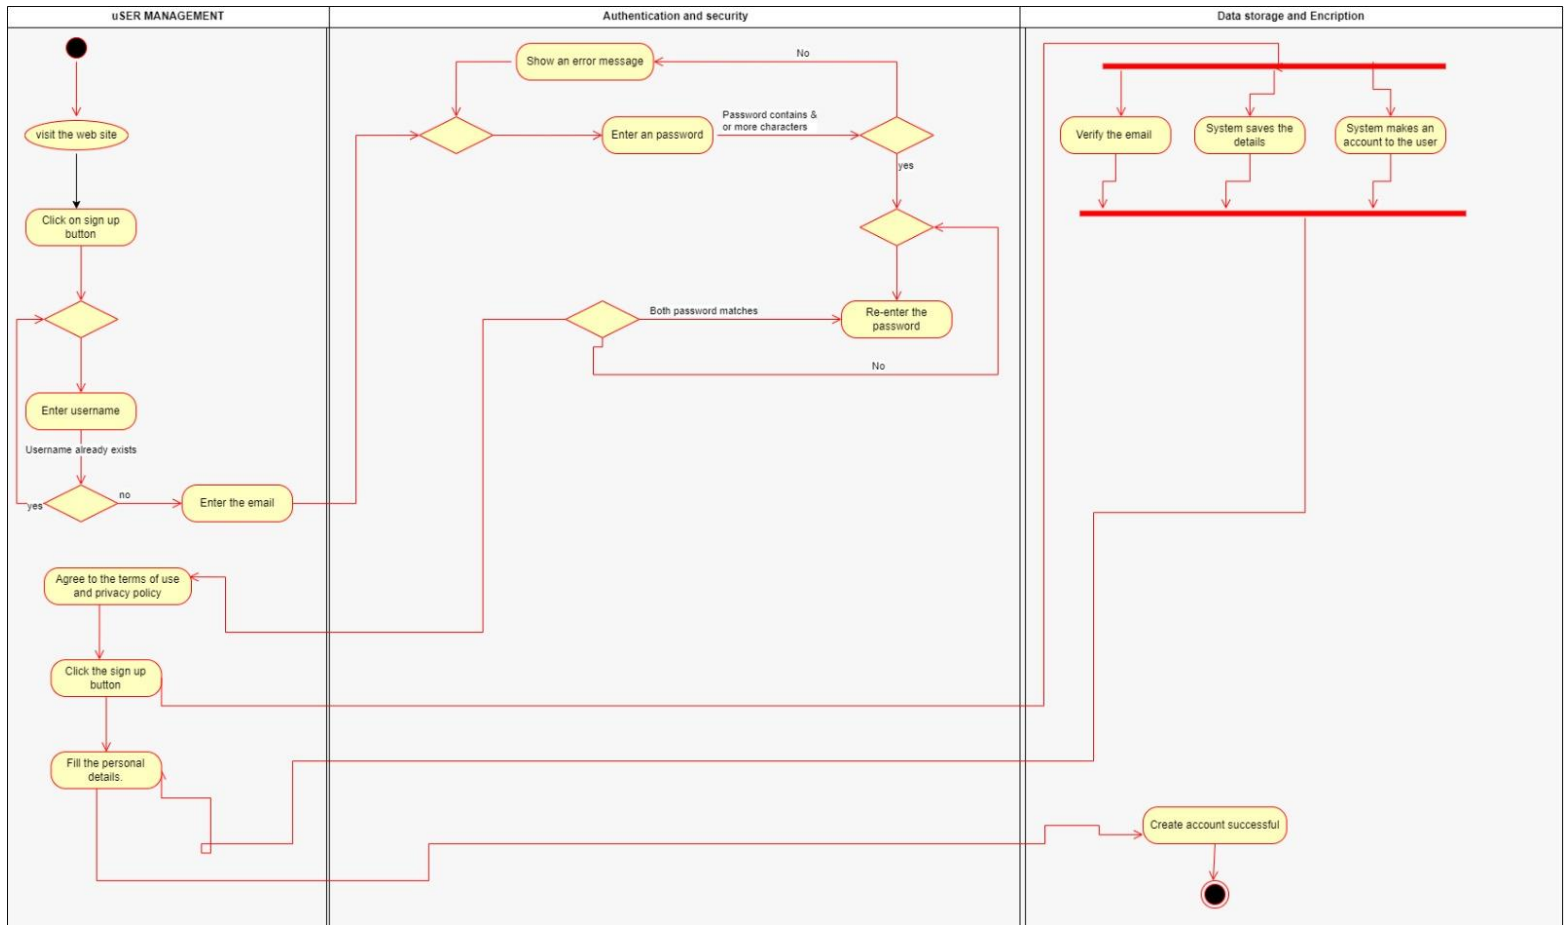 uSER MANAGEMENT
Authentication and security
Data storage and Encription
visit the web site
Click on sign up
button
Enter username
Username already exists
yes
no
Enter the email
Agree to the terms of use
and privacy policy
Click the sign up
button
Fill the personal
details.
Show an error message
No
Enter an password
Password contains &
or more characters
yes
Both password matches
Re-enter the
password
No
Verify the email
System saves the
details
System makes an
account to the user
Create account successful